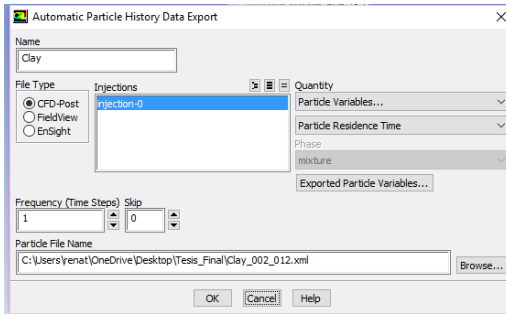 Automatic Particle History Data Export
Name
Clay
File Type
CFD-Post
FieldView
EnSight
Injections
injection-0
Quantity
Particle Variables...
Particle Residence Time
Phase
mixture
Exported Particle Variables...
Frequency (Time Steps) Skip
1 0
Particle File Name
C:\Users\renat\OneDrive\Desktop\Tesis_Final\Clay_002_012.xml
Browse...
OK Cancel Help